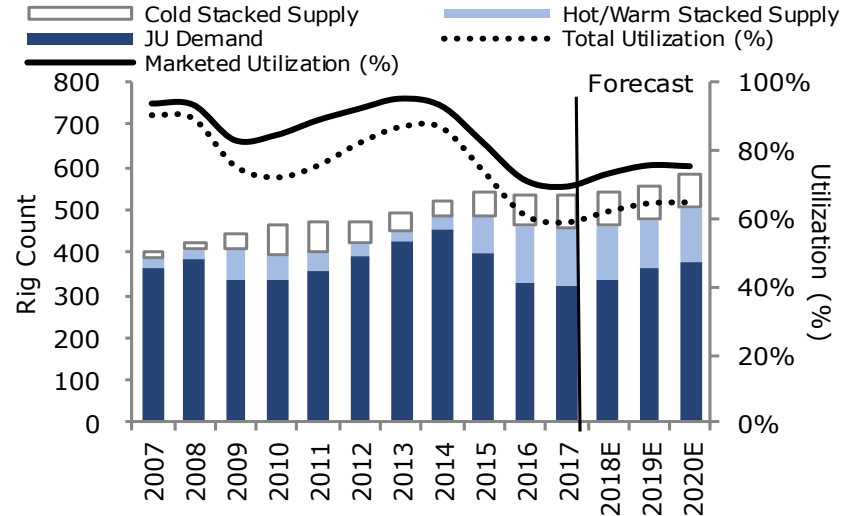 Cold Stacked Supply
Hot/Warm Stacked Supply
JU Demand
Total Utilization (%)
Marketed Utilization (%)
Forecast
Rig Count
800
700
600
500
400
300
200
100
0
100%
80%
60%
40%
20%
0%
Utilization (%)
2007
2008
2009
2010
2011
2012
2013
2014
2015
2016
2017
2018E
2019E
2020E